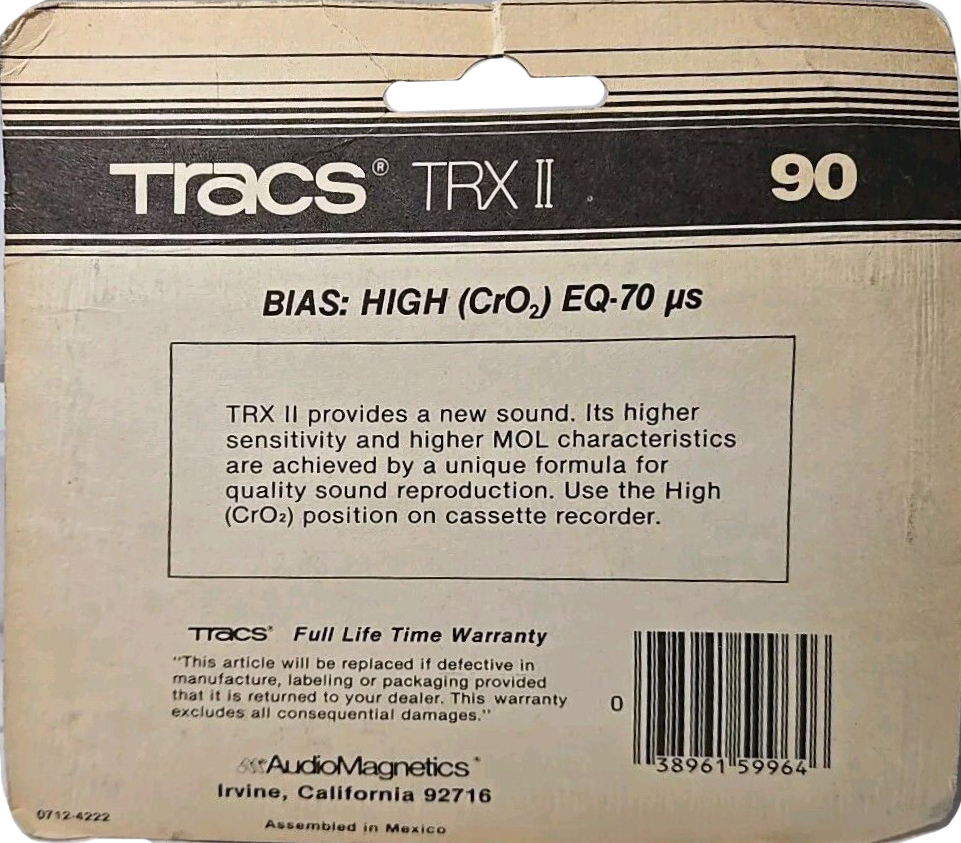 Tracs® TRX II 90
BIAS: HIGH (CrO₂) EQ-70 µs
TRX II provides a new sound. Its higher
sensitivity and higher MOL characteristics
are achieved by a unique formula for
quality sound reproduction. Use the High
(CrO₂) position on cassette recorder.
Tracs® Full Life Time Warranty
"This article will be replaced if defective in
manufacture, labeling or packaging provided
that it is returned to your dealer. This warranty
excludes all consequential damages."
AudioMagnetics
Irvine, California 92716
Assembled in Mexico
0712-4222
0 38961 59964